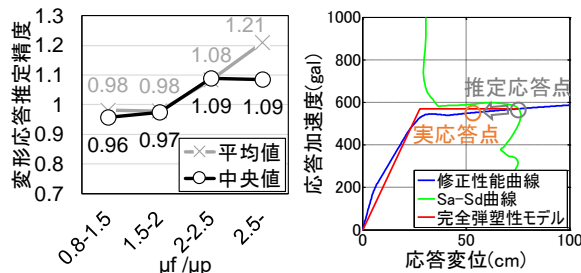 変形応答推定精度
1.3
1.2
1.1
1
0.9
0.8
0.7
0.98
0.98
1.08
1.21
0.96
0.97
1.09
1.09
平均値
中央値
0.8-1.5
1.5-2
2-2.5
2.5-
μf /μp
応答加速度(gal)
1000
800
600
400
200
0
推定応答点
実応答点
修正性能曲線
Sa-Sd曲線
完全弾塑性モデル
0
50
100
応答変位(cm)